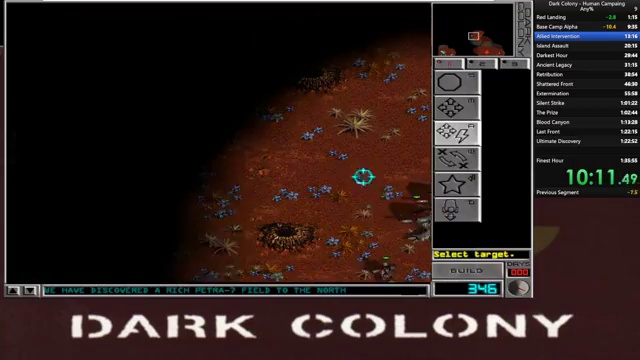 Dark Colony - Human Campaing
Any% 9
Red Landing -2.8 1:15
Base Camp Alpha -10.4 9:35
Allied Intervention 13:16
Island Assault 20:15
Darkest Hour 29:44
Ancient Legacy 31:15
Retribution 38:54
Shattered Front 46:30
Extermination 55:58
Silent Strike 1:01:22
The Prize 1:02:44
Blood Canyon 1:13:28
Last Front 1:22:15
Ultimate Discovery 1:22:52
Finest Hour 1:35:55
10:11.49
Previous Segment -7.5
Select target.
BUILD
DAYS
000
346
WE HAVE DISCOVERED A RICH PETRA-7 FIELD TO THE NORTH
DARK COLONY